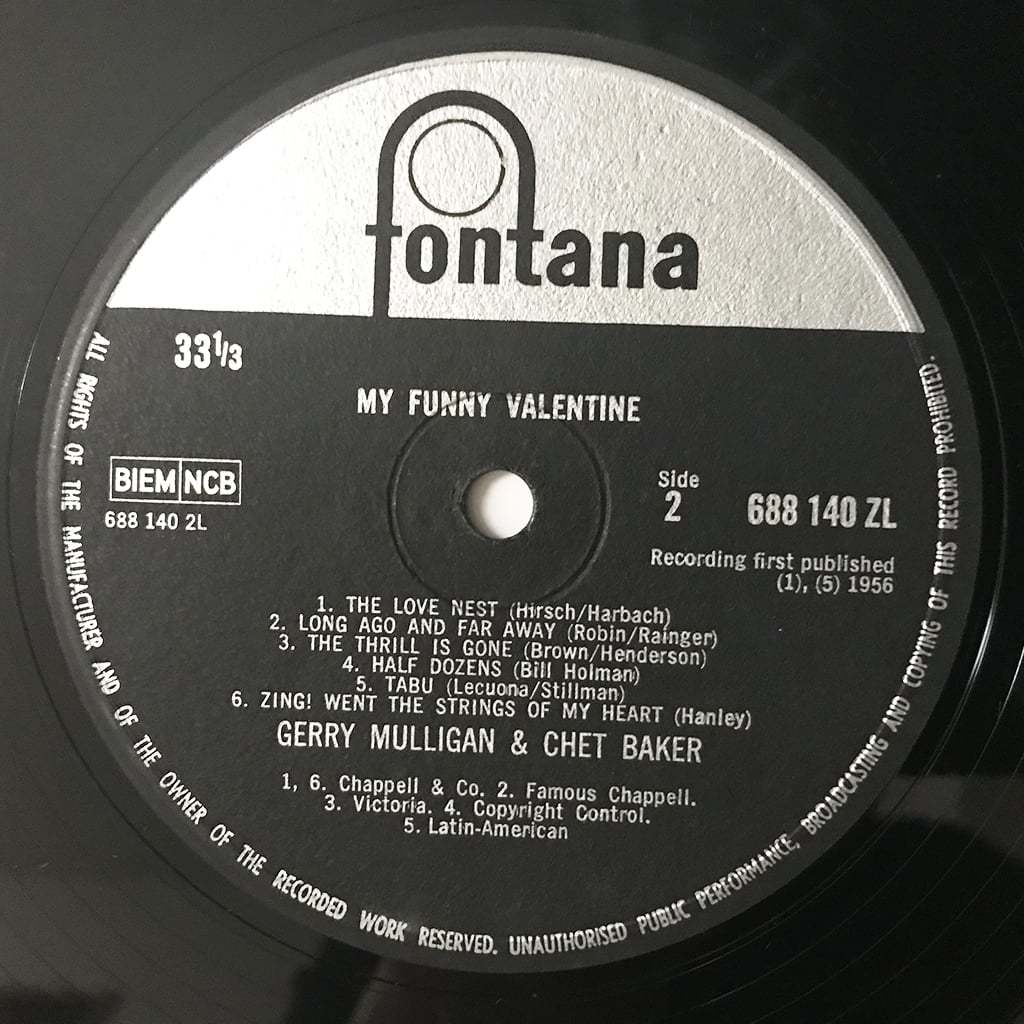 fontana
33⅓
MY FUNNY VALENTINE
BIEM NCB
688 140 2L
Side
2
688 140 ZL
Recording first published
(1), (5) 1956
1. THE LOVE NEST (Hirsch/Harbach)
2. LONG AGO AND FAR AWAY (Robin/Rainger)
3. THE THRILL IS GONE (Brown/Henderson)
4. HALF DOZENS (Bill Holman)
5. TABU (Lecuona/Stillman)
6. ZING! WENT THE STRINGS OF MY HEART (Hanley)
GERRY MULLIGAN & CHET BAKER
1, 6. Chappell & Co. 2. Famous Chappell.
3. Victoria. 4. Copyright Control.
5. Latin-American
ALL RIGHTS OF THE MANUFACTURER AND OF THE OWNER OF THE RECORDED WORK RESERVED. UNAUTHORISED PUBLIC PERFORMANCE, BROADCASTING AND COPYING OF THIS RECORD PROHIBITED.